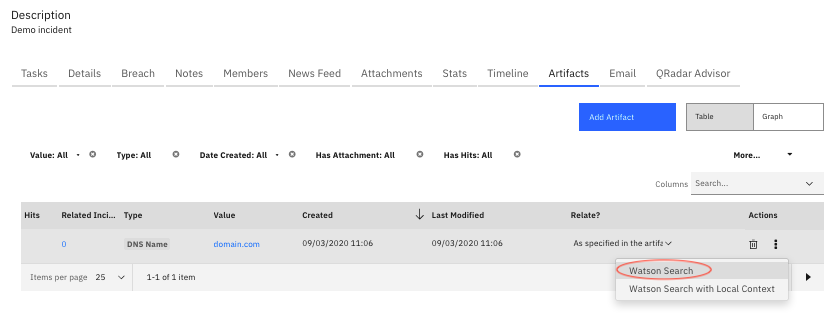 Description
Demo incident
Tasks Details Breach Notes Members News Feed Attachments Stats Timeline Artifacts Email QRadar Advisor
Add Artifact Table Graph
Value: All Type: All Date Created: All Has Attachment: All Has Hits: All More...
Columns Search...
Hits Related Inci... Type Value Created Last Modified Relate? Actions
0 DNS Name domain.com 09/03/2020 11:06 09/03/2020 11:06 As specified in the artifa
Items per page 25 1-1 of 1 item
Watson Search
Watson Search with Local Context